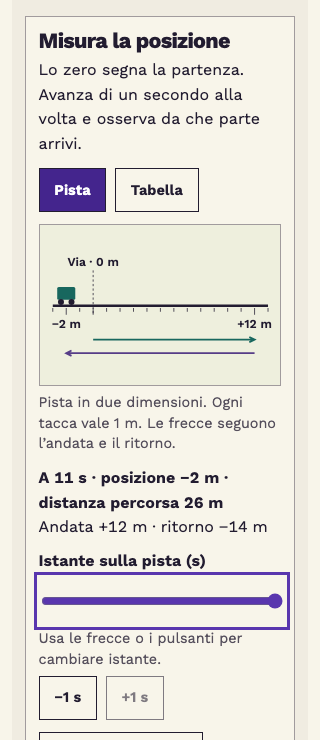 Misura la posizione
Lo zero segna la partenza.
Avanza di un secondo alla
volta e osserva da che parte
arrivi.
Pista
Tabella
Via · 0 m
−2 m
+12 m
Pista in due dimensioni. Ogni
tacca vale 1 m. Le frecce seguono
l’andata e il ritorno.
A 11 s · posizione −2 m ·
distanza percorsa 26 m
Andata +12 m · ritorno −14 m
Istante sulla pista (s)
Usa le frecce o i pulsanti per
cambiare istante.
−1 s
+1 s